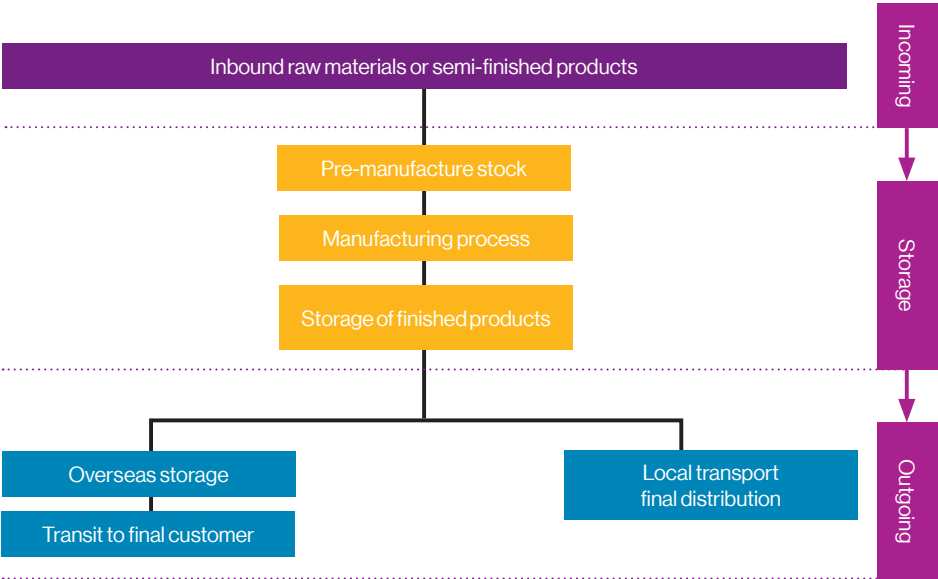 Incoming
Inbound raw materials or semi-finished products
Pre-manufacture stock
Manufacturing process
Storage of finished products
Storage
Overseas storage
Transit to final customer
Local transport
final distribution
Outgoing